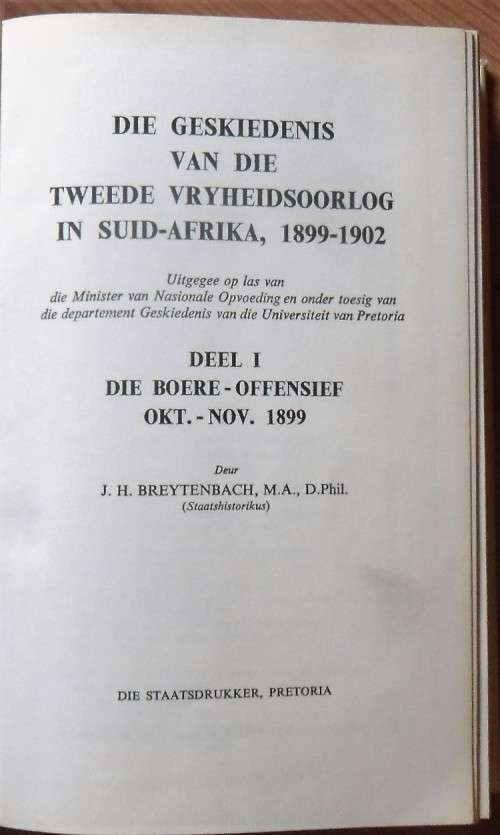 DIE GESKIEDENIS
VAN DIE
TWEEDE VRYHEIDSOORLOG
IN SUID-AFRIKA, 1899-1902
Uitgegee op las van
die Minister van Nasionale Opvoeding en onder toesig van
die departement Geskiedenis van die Universiteit van Pretoria
DEEL I
DIE BOERE-OFFENSIEF
OKT.-NOV. 1899
Deur
J. H. BREYTENBACH, M.A., D.Phil.
(Staatshistorikus)
DIE STAATSDRUKKER, PRETORIA